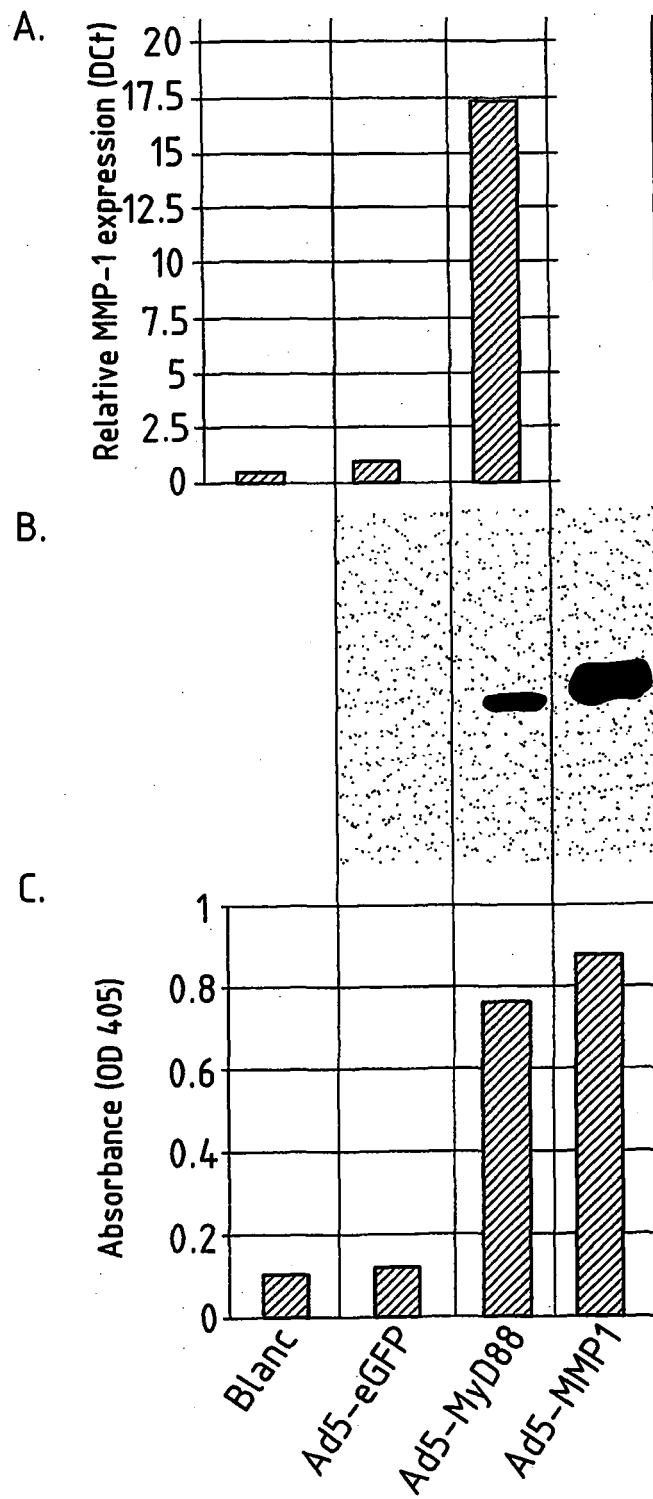 A.
Relative MMP-1 expression (DCt)
20
17.5
15
12.5
10
7.5
5
2.5
0
B.
C.
Absorbance (OD 405)
1
0.8
0.6
0.4
0.2
0
Blanc
Ad5-eGFP
Ad5-MyD88
Ad5-MMP1